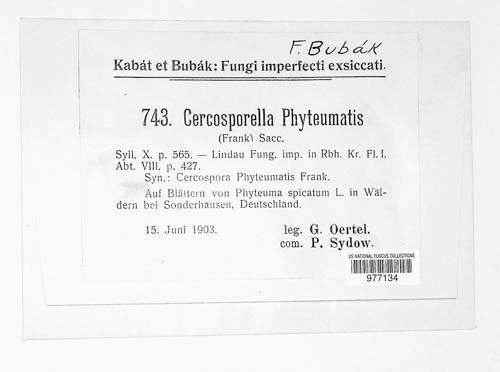 F. Bubák
Kabát et Bubák: Fungi imperfecti exsiccati.
743. Cercosporella Phyteumatis
(Frank) Sacc.
Syll. X. p. 565. — Lindau Fung. imp. in Rbh. Kr. Fl. I.
Abt. VIII. p. 427.
Syn.: Cercospora Phyteumatis Frank.
Auf Blättern von Phyteuma spicatum L. in Wäl-
dern bei Sonderhausen, Deutschland.
15. Juni 1903.
leg. G. Oertel.
com. P. Sydow.
US NATIONAL FUNGUS COLLECTIONS
977134